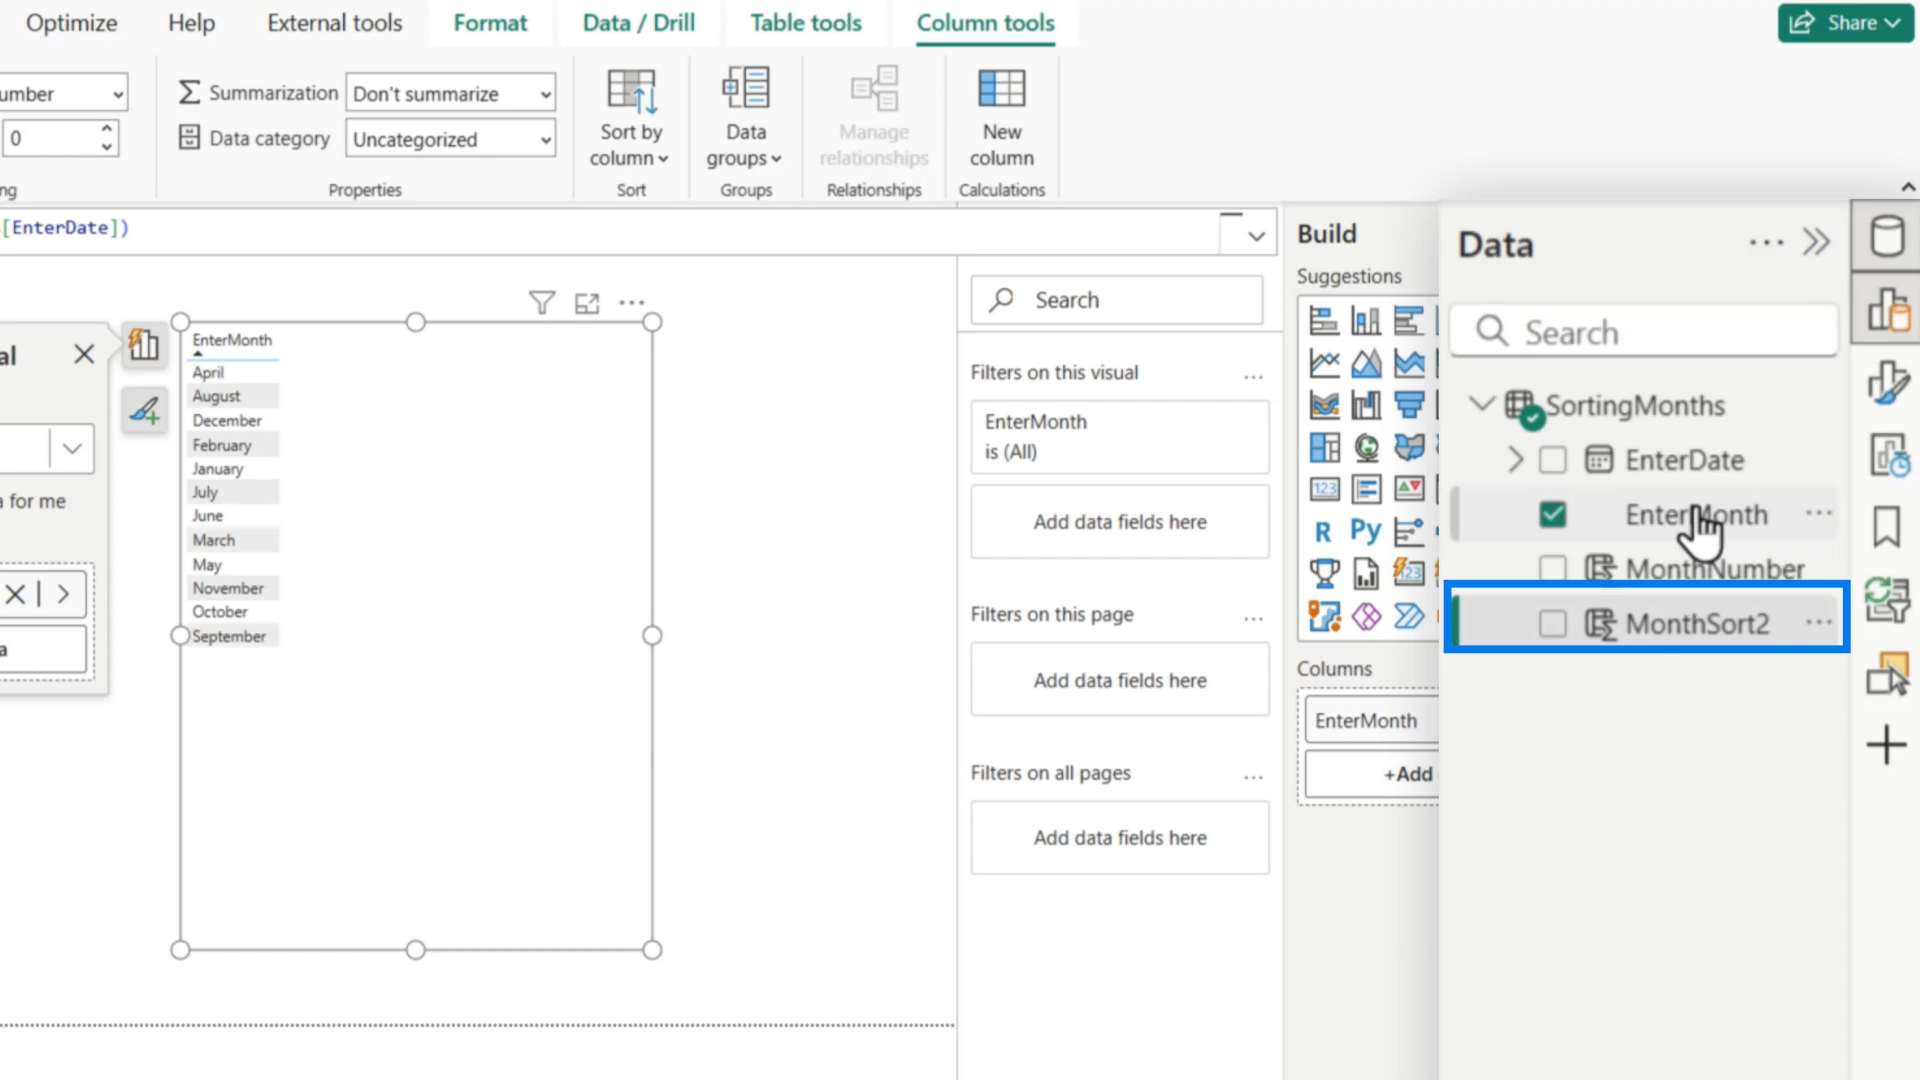 Optimize Help External tools Format Data / Drill Table tools Column tools Share
umber Summarization Don't summarize
0 Data category Uncategorized
Sort by column
Data groups
Manage relationships
New column
ng Properties Sort Groups Relationships Calculations
[EnterDate])
al
a for me
a
EnterMonth
April
August
December
February
January
July
June
March
May
November
October
September
Search
Filters on this visual ...
EnterMonth
is (All)
Add data fields here
Filters on this page ...
Add data fields here
Filters on all pages ...
Add data fields here
Build
Suggestions
123
R Py
123
Columns
EnterMonth
+Add
Data
Search
SortingMonths
EnterDate
EnterMonth
MonthNumber
MonthSort2